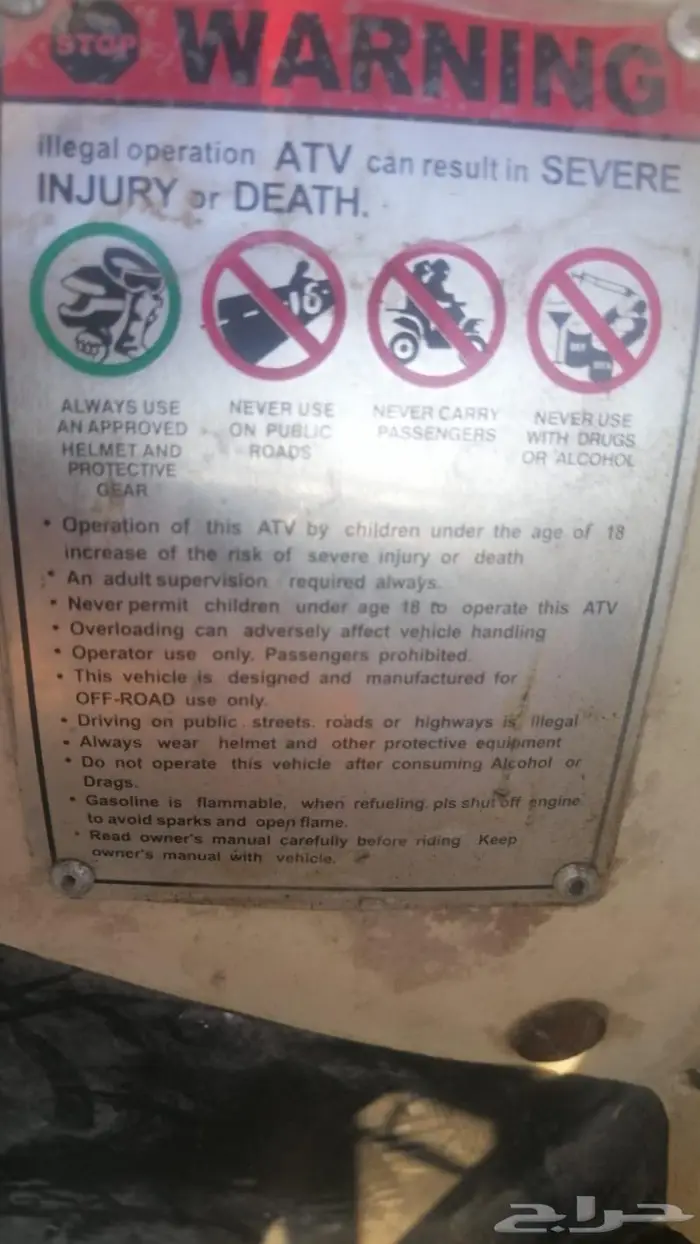 STOP WARNING
illegal operation ATV can result in SEVERE
INJURY or DEATH.
16
ALWAYS USE
AN APPROVED
HELMET AND
PROTECTIVE
GEAR
NEVER USE
ON PUBLIC
ROADS
NEVER CARRY
PASSENGERS
NEVER USE
WITH DRUGS
OR ALCOHOL
• Operation of this ATV by children under the age of 18
increase of the risk of severe injury or death
• An adult supervision required always.
• Never permit children under age 18 to operate this ATV
• Overloading can adversely affect vehicle handling
• Operator use only. Passengers prohibited.
• This vehicle is designed and manufactured for
OFF-ROAD use only.
• Driving on public streets. roads or highways is illegal
• Always wear helmet and other protective equipment
• Do not operate this vehicle after consuming Alcohol or
Drags.
• Gasoline is flammable, when refueling pls shut off engine
to avoid sparks and open flame.
• Read owner's manual carefully before riding Keep
owner's manual with vehicle.
حراج